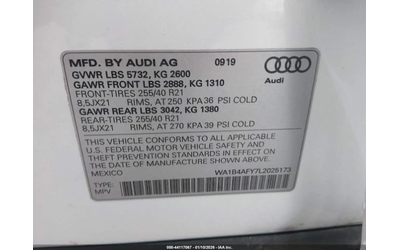 MFD. BY AUDI AG 09/19
GVWR LBS 5732, KG 2600
GAWR FRONT LBS 2888, KG 1310
FRONT-TIRES 255/40 R21
8,5JX21 RIMS, AT 250 KPA 36 PSI COLD
GAWR REAR LBS 3042, KG 1380
REAR-TIRES 255/40 R21
8,5JX21 RIMS, AT 270 KPA 39 PSI COLD
Audi
THIS VEHICLE CONFORMS TO ALL APPLICABLE
FEDERAL MOTOR VEHICLE SAFETY, BUMPER AND
THEFT PREVENTION STANDARDS IN EFFECT ON THE
DATE OF MANUFACTURE SHOWN ABOVE.
MEXICO WA1B4AFY7L2025173
TYPE:
MPV